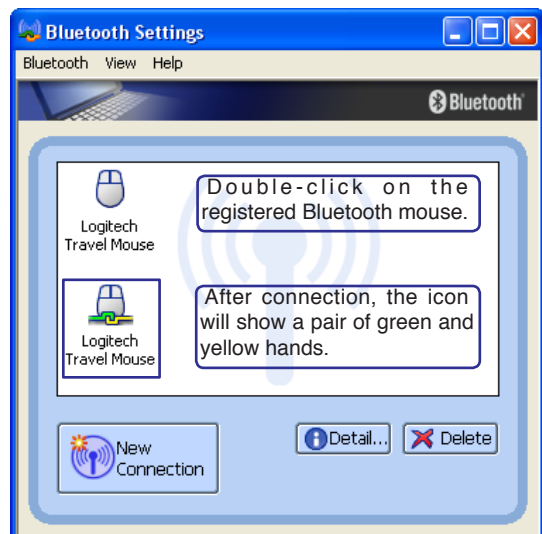 Bluetooth Settings
Bluetooth View Help
Bluetooth
Logitech
Travel Mouse
Double-click on the
registered Bluetooth mouse.
Logitech
Travel Mouse
After connection, the icon
will show a pair of green and
yellow hands.
New
Connection
Detail...
Delete